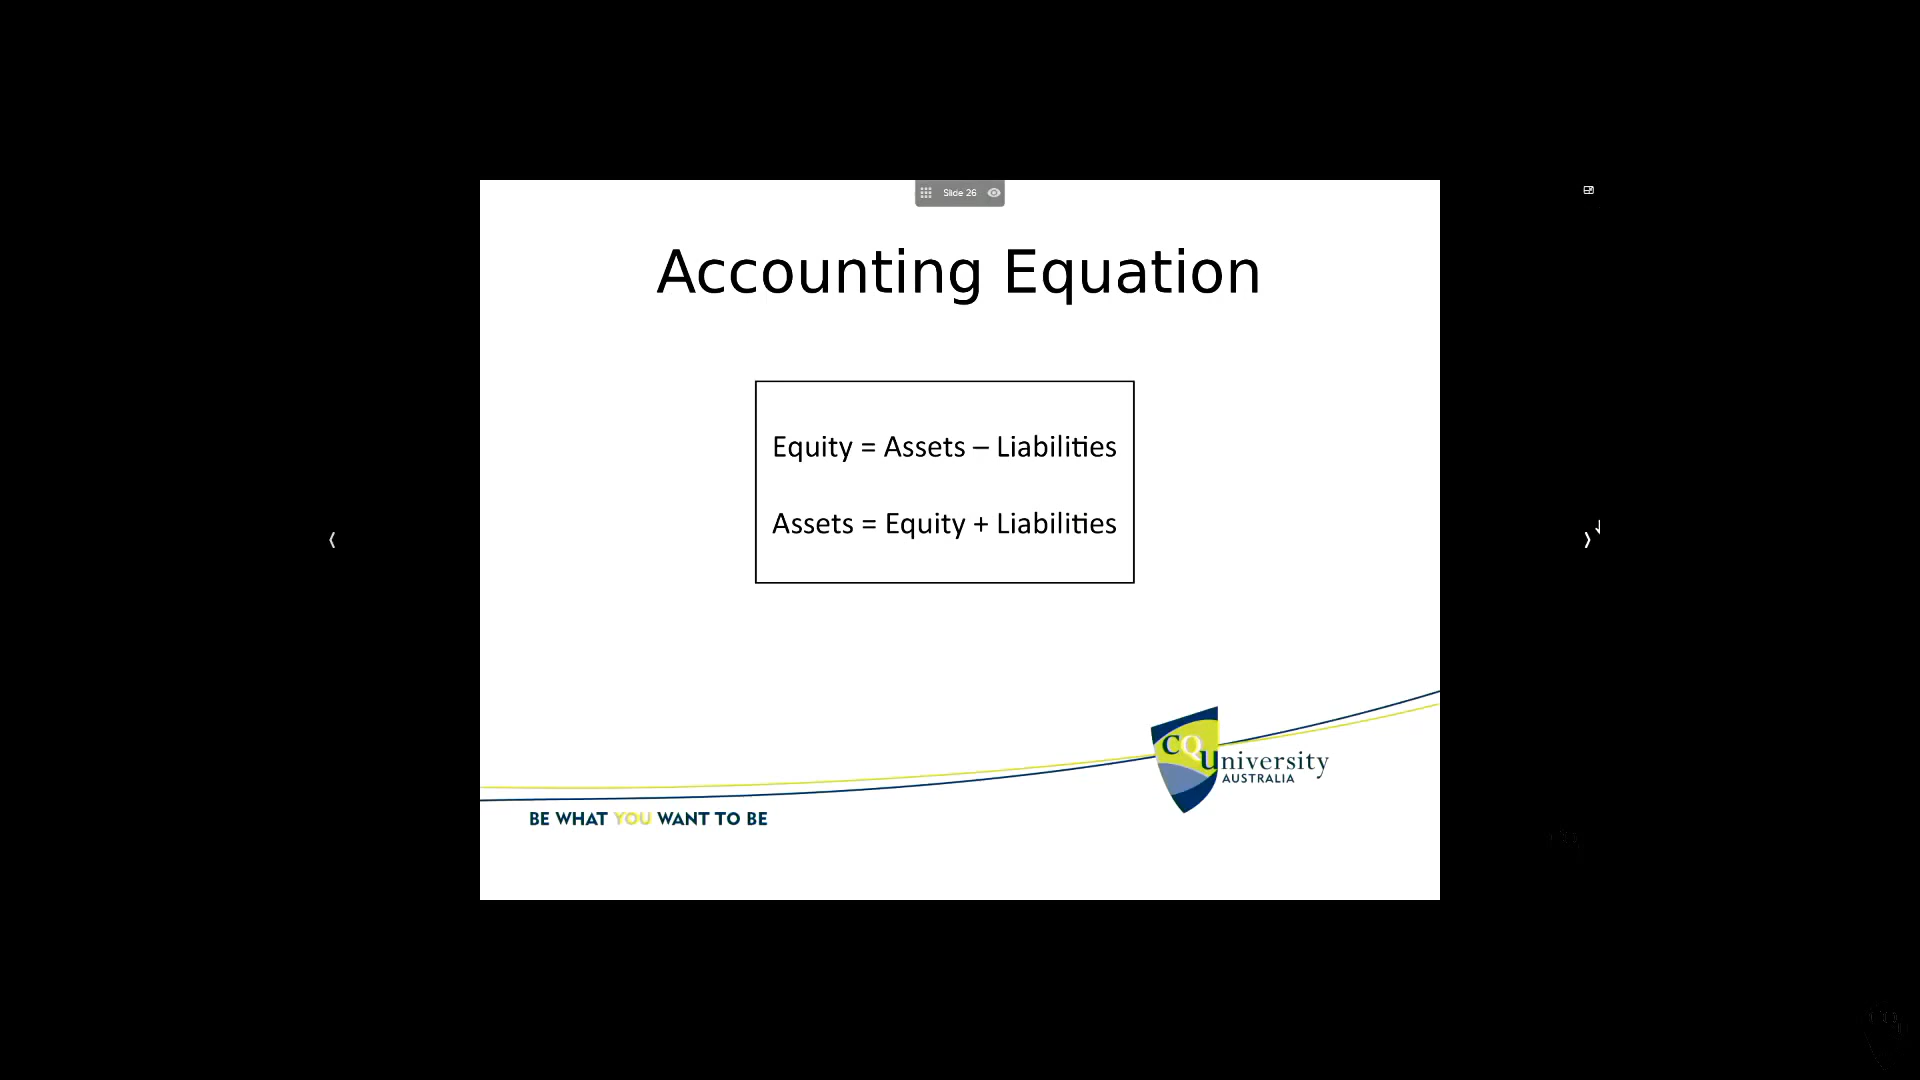 Slide 26
Accounting Equation
Equity = Assets – Liabilities
Assets = Equity + Liabilities
CQUniversity
AUSTRALIA
BE WHAT YOU WANT TO BE